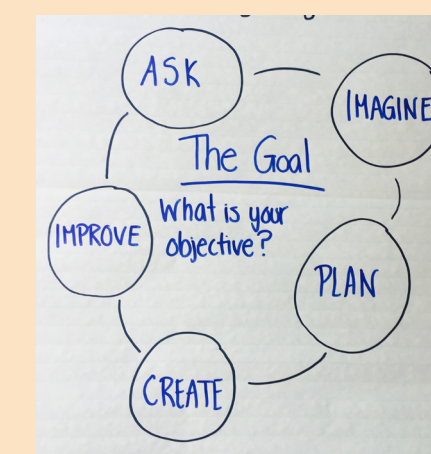 ASK
IMAGINE
The Goal
What is your
objective?
IMPROVE
PLAN
CREATE